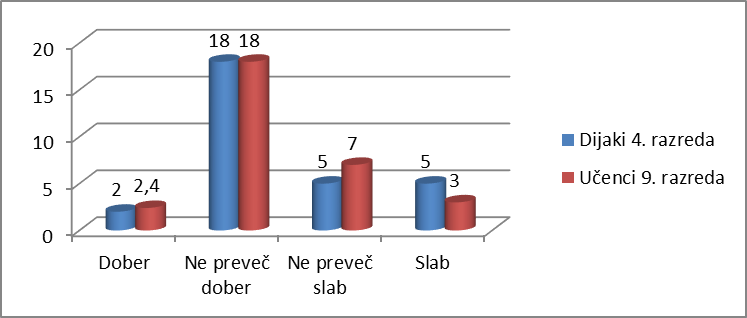 20
15
10
5
0
2
2,4
18
18
5
7
5
3
Dober
Ne preveč
dober
Ne preveč
slab
Slab
Dijaki 4. razreda
Učenci 9. razreda